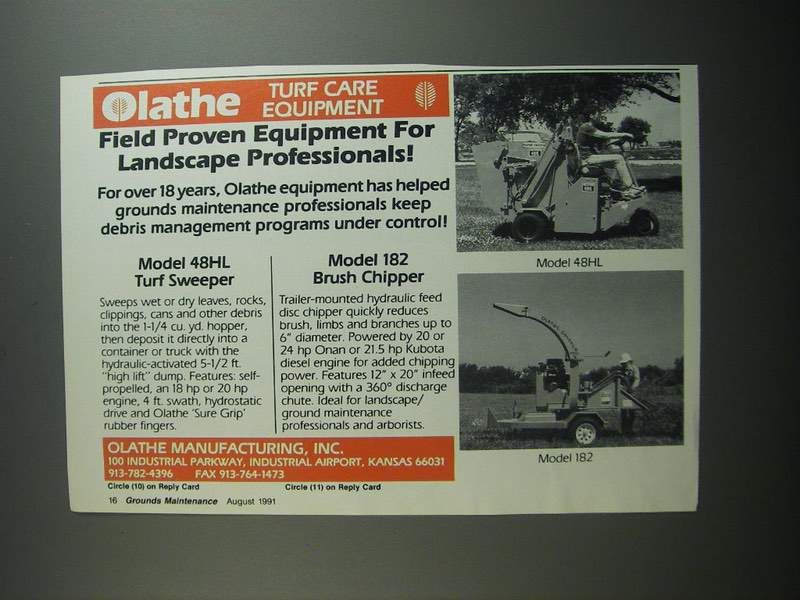 Olathe
TURF CARE
EQUIPMENT
Field Proven Equipment For
Landscape Professionals!
For over 18 years, Olathe equipment has helped
grounds maintenance professionals keep
debris management programs under control!
Model 48HL
Turf Sweeper
Sweeps wet or dry leaves, rocks,
clippings, cans and other debris
into the 1-1/4 cu. yd. hopper,
then deposit it directly into a
container or truck with the
hydraulic-activated 5-1/2 ft.
"high lift" dump. Features: self-
propelled, an 18 hp or 20 hp
engine, 4 ft. swath, hydrostatic
drive and Olathe 'Sure Grip'
rubber fingers.
Model 182
Brush Chipper
Trailer-mounted hydraulic feed
disc chipper quickly reduces
brush, limbs and branches up to
6" diameter. Powered by 20 or
24 hp Onan or 21.5 hp Kubota
diesel engine for added chipping
power. Features 12" x 20" infeed
opening with a 360° discharge
chute. Ideal for landscape/
ground maintenance
professionals and arborists.
Model 48HL
Model 182
OLATHE MANUFACTURING, INC.
100 INDUSTRIAL PARKWAY, INDUSTRIAL AIRPORT, KANSAS 66031
913-782-4396 FAX 913-764-1473
Circle (10) on Reply Card Circle (11) on Reply Card
16 Grounds Maintenance August 1991